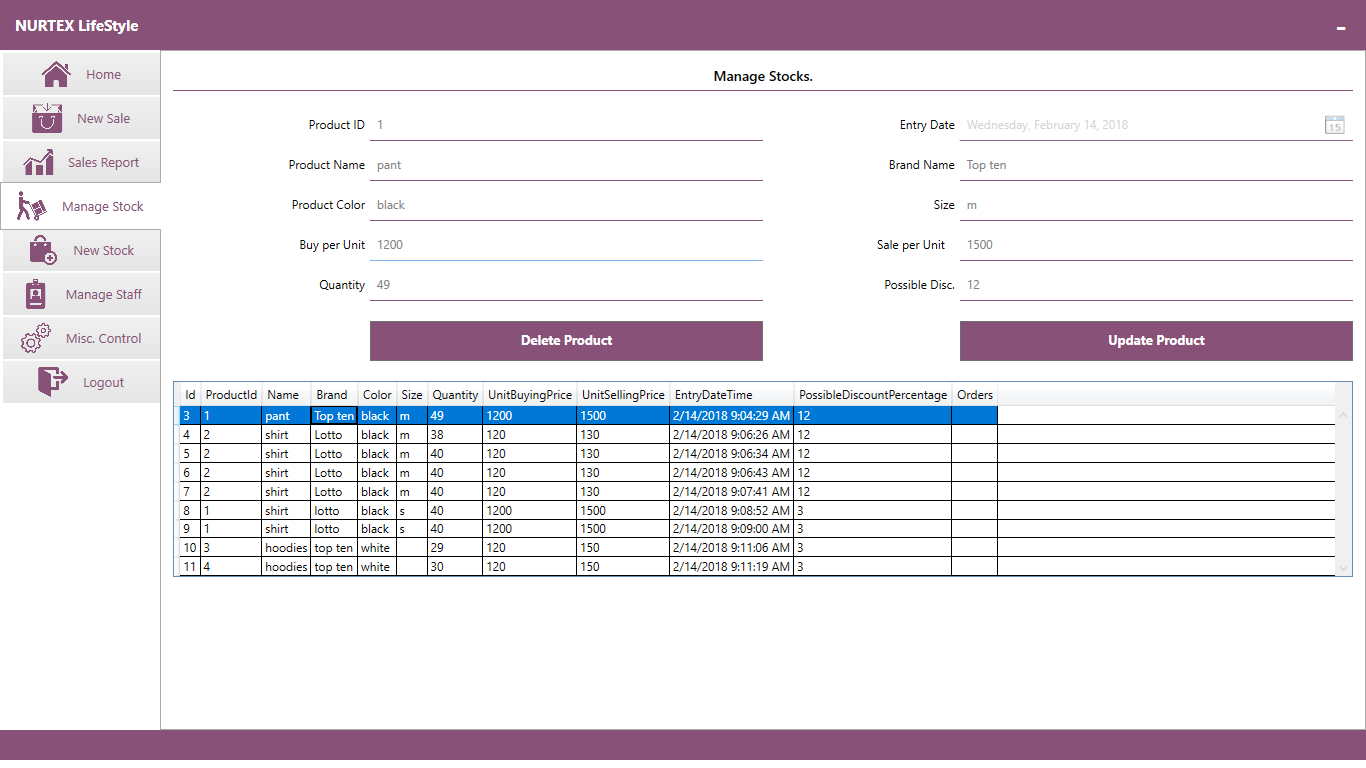 NURTEX LifeStyle
Home
New Sale
Sales Report
Manage Stock
New Stock
Manage Staff
Misc. Control
Logout
Manage Stocks.
Product ID 1 Entry Date Wednesday, February 14, 2018 15
Product Name pant Brand Name Top ten
Product Color black Size m
Buy per Unit 1200 Sale per Unit 1500
Quantity 49 Possible Disc. 12
Delete Product Update Product
Id ProductId Name Brand Color Size Quantity UnitBuyingPrice UnitSellingPrice EntryDateTime PossibleDiscountPercentage Orders
3 1 pant Top ten black m 49 1200 1500 2/14/2018 9:04:29 AM 12
4 2 shirt Lotto black m 38 120 130 2/14/2018 9:06:26 AM 12
5 2 shirt Lotto black m 40 120 130 2/14/2018 9:06:34 AM 12
6 2 shirt Lotto black m 40 120 130 2/14/2018 9:06:43 AM 12
7 2 shirt Lotto black m 40 120 130 2/14/2018 9:07:41 AM 12
8 1 shirt lotto black s 40 1200 1500 2/14/2018 9:08:52 AM 3
9 1 shirt lotto black s 40 1200 1500 2/14/2018 9:09:00 AM 3
10 3 hoodies top ten white 29 120 150 2/14/2018 9:11:06 AM 3
11 4 hoodies top ten white 30 120 150 2/14/2018 9:11:19 AM 3